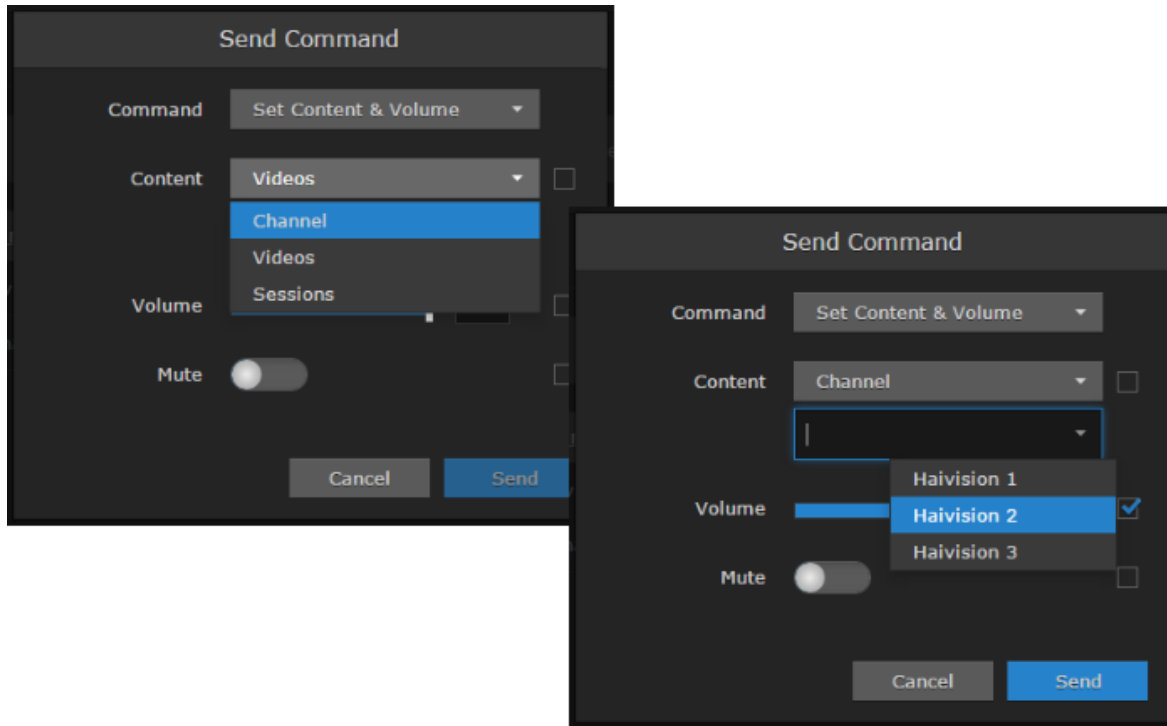 Send Command
Command Set Content & Volume
Content Videos
Channel
Videos
Sessions
Volume
Mute
Cancel Send
Send Command
Command Set Content & Volume
Content Channel
Haivision 1
Volume Haivision 2
Haivision 3
Mute
Cancel Send